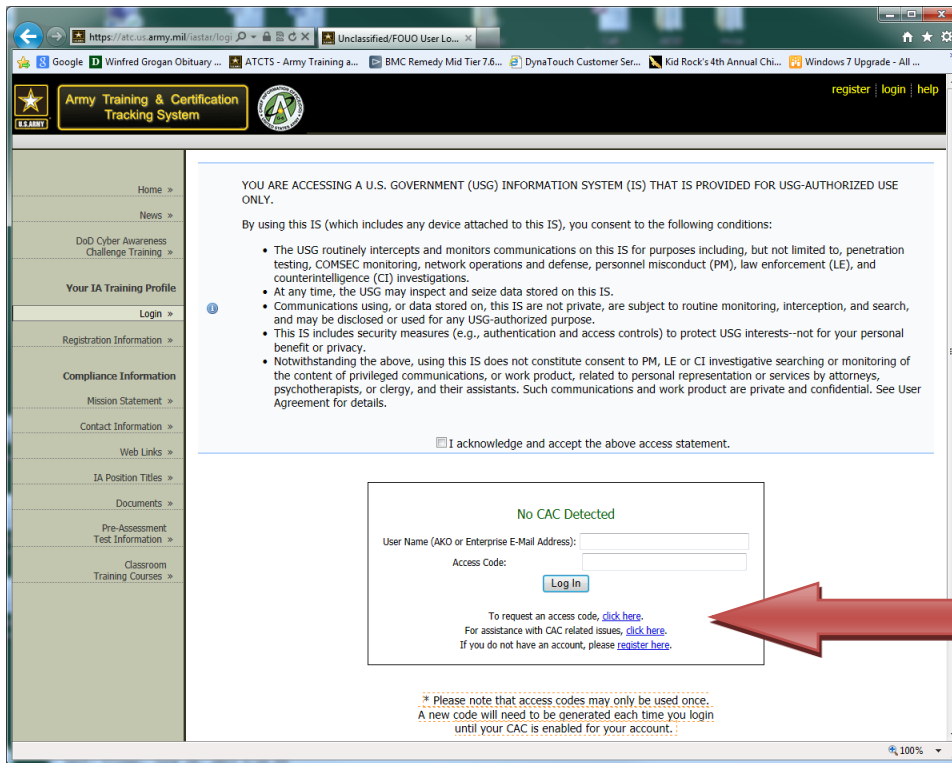 https://atc.us.army.mil/iastar/logi
Unclassified/FOUO User Lo...
Google
Winfred Grogan Obituary ...
ATCTS - Army Training a...
BMC Remedy Mid Tier 7.6...
DynaTouch Customer Ser...
Kid Rock's 4th Annual Chi...
Windows 7 Upgrade - All ...
U.S.ARMY
Army Training & Certification
Tracking System
register | login | help
Home »
News »
DoD Cyber Awareness
Challenge Training »
Your IA Training Profile
Login »
Registration Information »
Compliance Information
Mission Statement »
Contact Information »
Web Links »
IA Position Titles »
Documents »
Pre-Assessment
Test Information »
Classroom
Training Courses »
YOU ARE ACCESSING A U.S. GOVERNMENT (USG) INFORMATION SYSTEM (IS) THAT IS PROVIDED FOR USG-AUTHORIZED USE
ONLY.
By using this IS (which includes any device attached to this IS), you consent to the following conditions:
• The USG routinely intercepts and monitors communications on this IS for purposes including, but not limited to, penetration
testing, COMSEC monitoring, network operations and defense, personnel misconduct (PM), law enforcement (LE), and
counterintelligence (CI) investigations.
• At any time, the USG may inspect and seize data stored on this IS.
• Communications using, or data stored on, this IS are not private, are subject to routine monitoring, interception, and search,
and may be disclosed or used for any USG-authorized purpose.
• This IS includes security measures (e.g., authentication and access controls) to protect USG interests--not for your personal
benefit or privacy.
• Notwithstanding the above, using this IS does not constitute consent to PM, LE or CI investigative searching or monitoring of
the content of privileged communications, or work product, related to personal representation or services by attorneys,
psychotherapists, or clergy, and their assistants. Such communications and work product are private and confidential. See User
Agreement for details.
I acknowledge and accept the above access statement.
No CAC Detected
User Name (AKO or Enterprise E-Mail Address):
Access Code:
Log In
To request an access code, click here.
For assistance with CAC related issues, click here.
If you do not have an account, please register here.
* Please note that access codes may only be used once.
A new code will need to be generated each time you login
until your CAC is enabled for your account.
100%